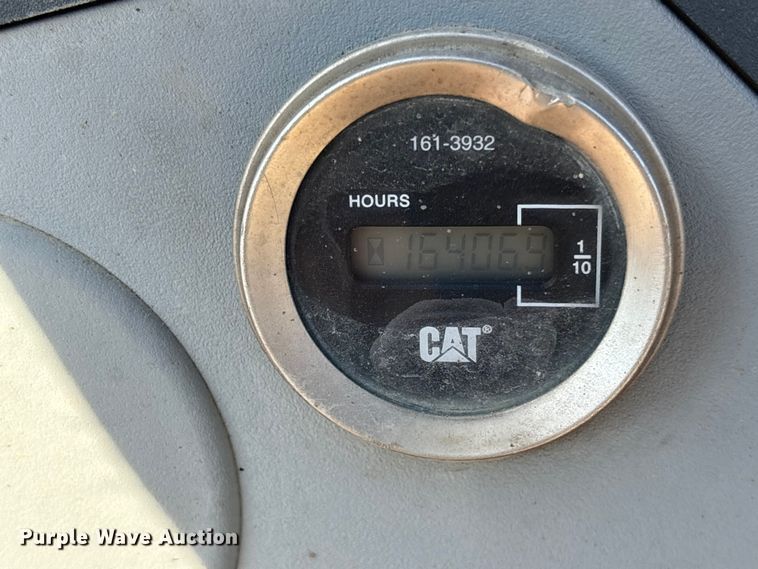 161-3932
HOURS
164069
1
10
CAT®
Purple Wave Auction